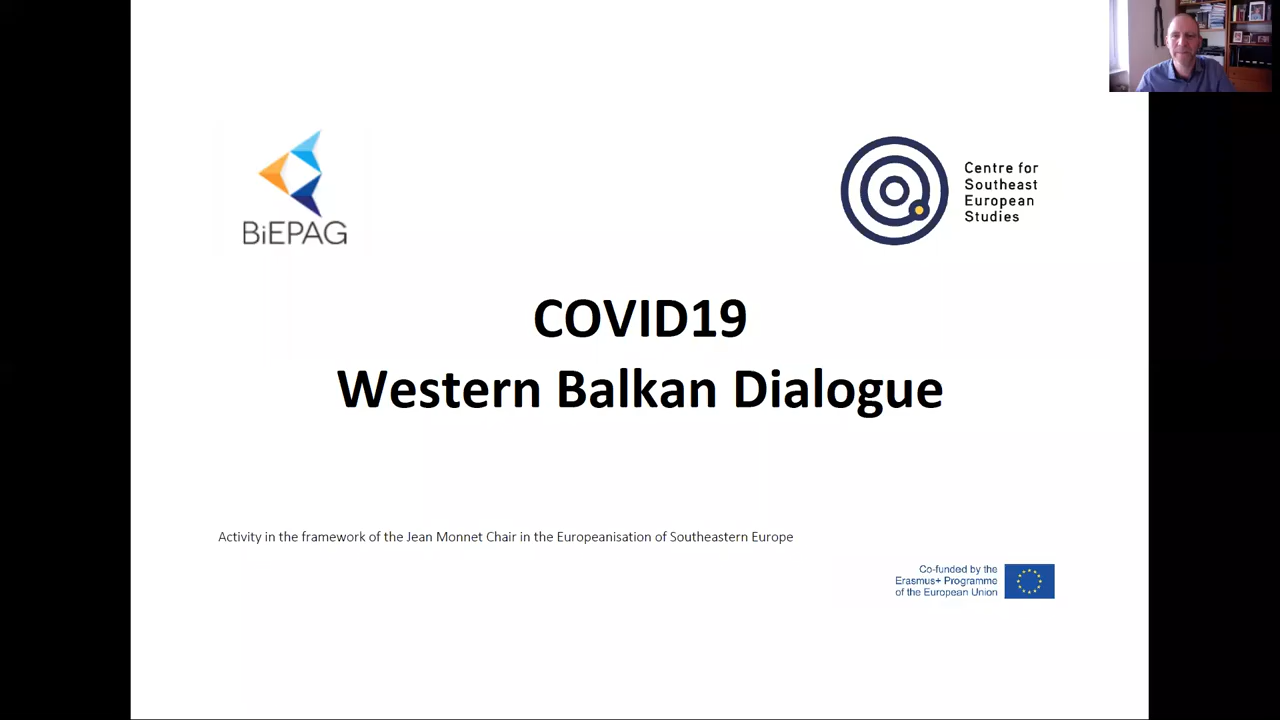 BiEPAG
Centre for
Southeast
European
Studies
COVID19
Western Balkan Dialogue
Activity in the framework of the Jean Monnet Chair in the Europeanisation of Southeastern Europe
Co-funded by the
Erasmus+ Programme
of the European Union